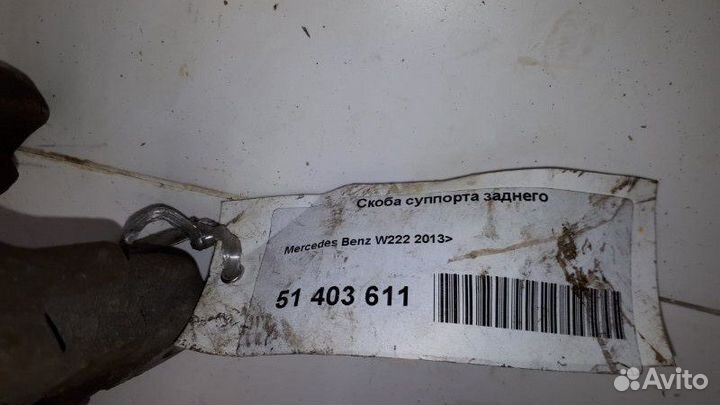 Скоба суппорта заднего
Mercedes Benz W222 2013>
51 403 611
Avito